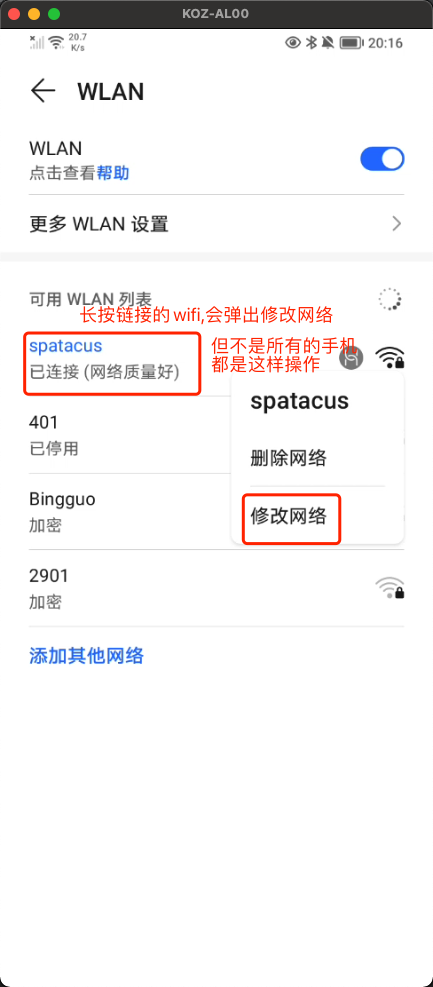 KOZ-AL00
20.7
K/s
20:16
WLAN
WLAN
点击查看帮助
更多 WLAN 设置
可用 WLAN 列表
长按链接的wifi,会弹出修改网络
spatacus
已连接 (网络质量好)
但不是所有的手机
都是这样操作
spatacus
401
已停用
删除网络
Bingguo
加密
修改网络
2901
加密
添加其他网络